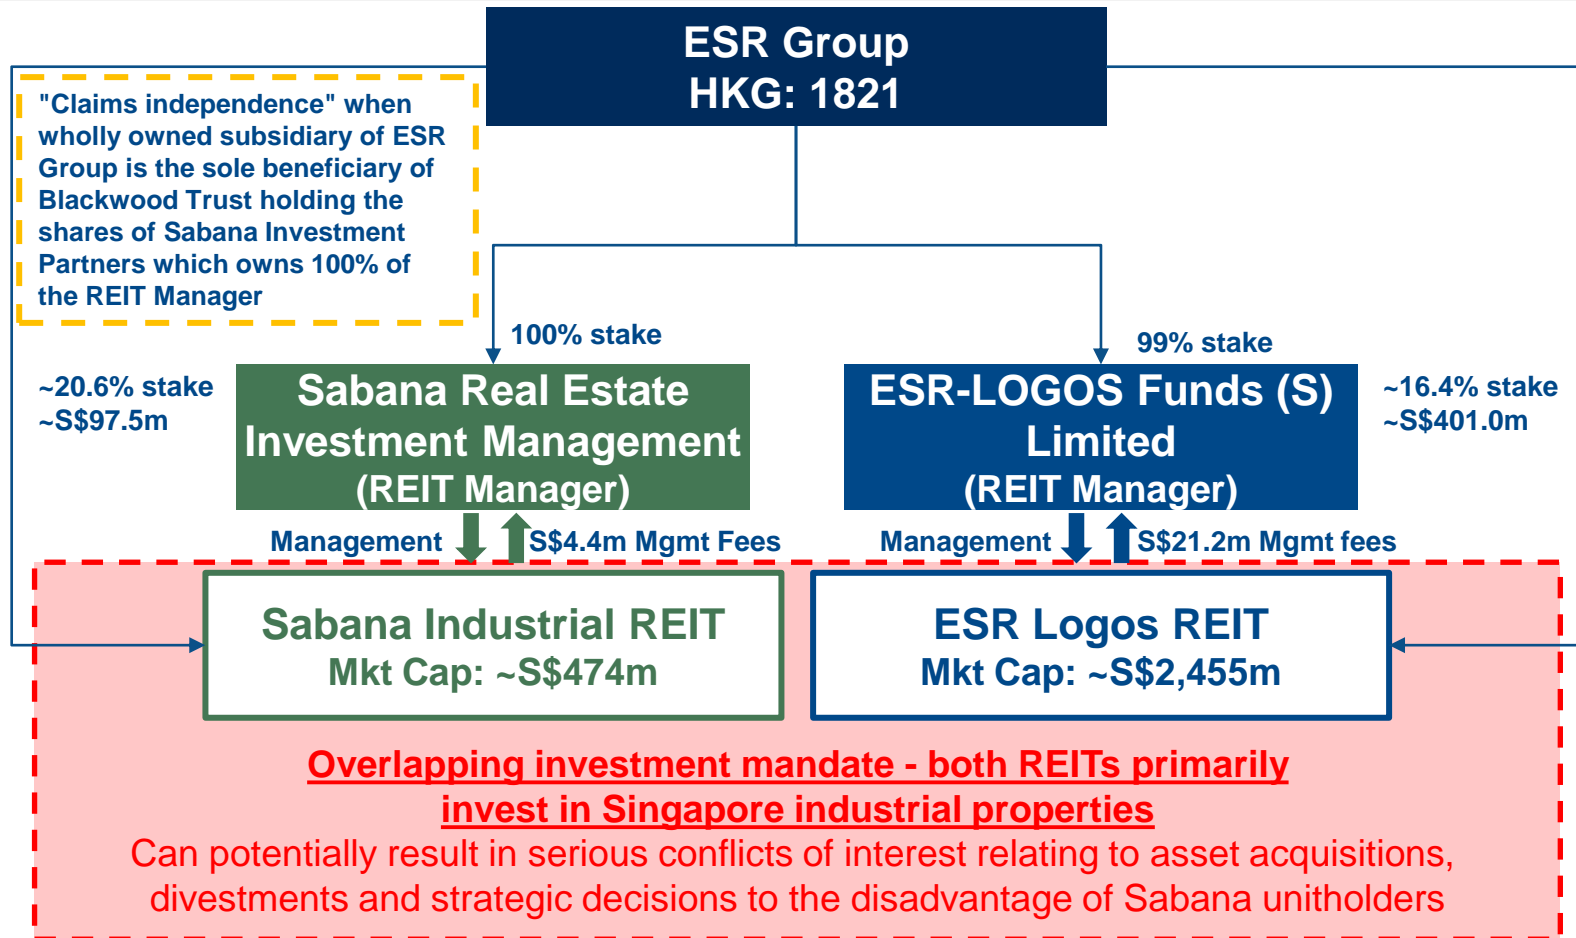 ESR Group
HKG: 1821
"Claims independence" when
wholly owned subsidiary of ESR
Group is the sole beneficiary of
Blackwood Trust holding the
shares of Sabana Investment
Partners which owns 100% of
the REIT Manager
100% stake
99% stake
~20.6% stake
~S$97.5m
Sabana Real Estate
Investment Management
(REIT Manager)
ESR-LOGOS Funds (S)
Limited
(REIT Manager)
~16.4% stake
~S$401.0m
Management
S$4.4m Mgmt Fees
Management
S$21.2m Mgmt fees
Sabana Industrial REIT
Mkt Cap: ~S$474m
ESR Logos REIT
Mkt Cap: ~S$2,455m
Overlapping investment mandate - both REITs primarily
invest in Singapore industrial properties
Can potentially result in serious conflicts of interest relating to asset acquisitions,
divestments and strategic decisions to the disadvantage of Sabana unitholders